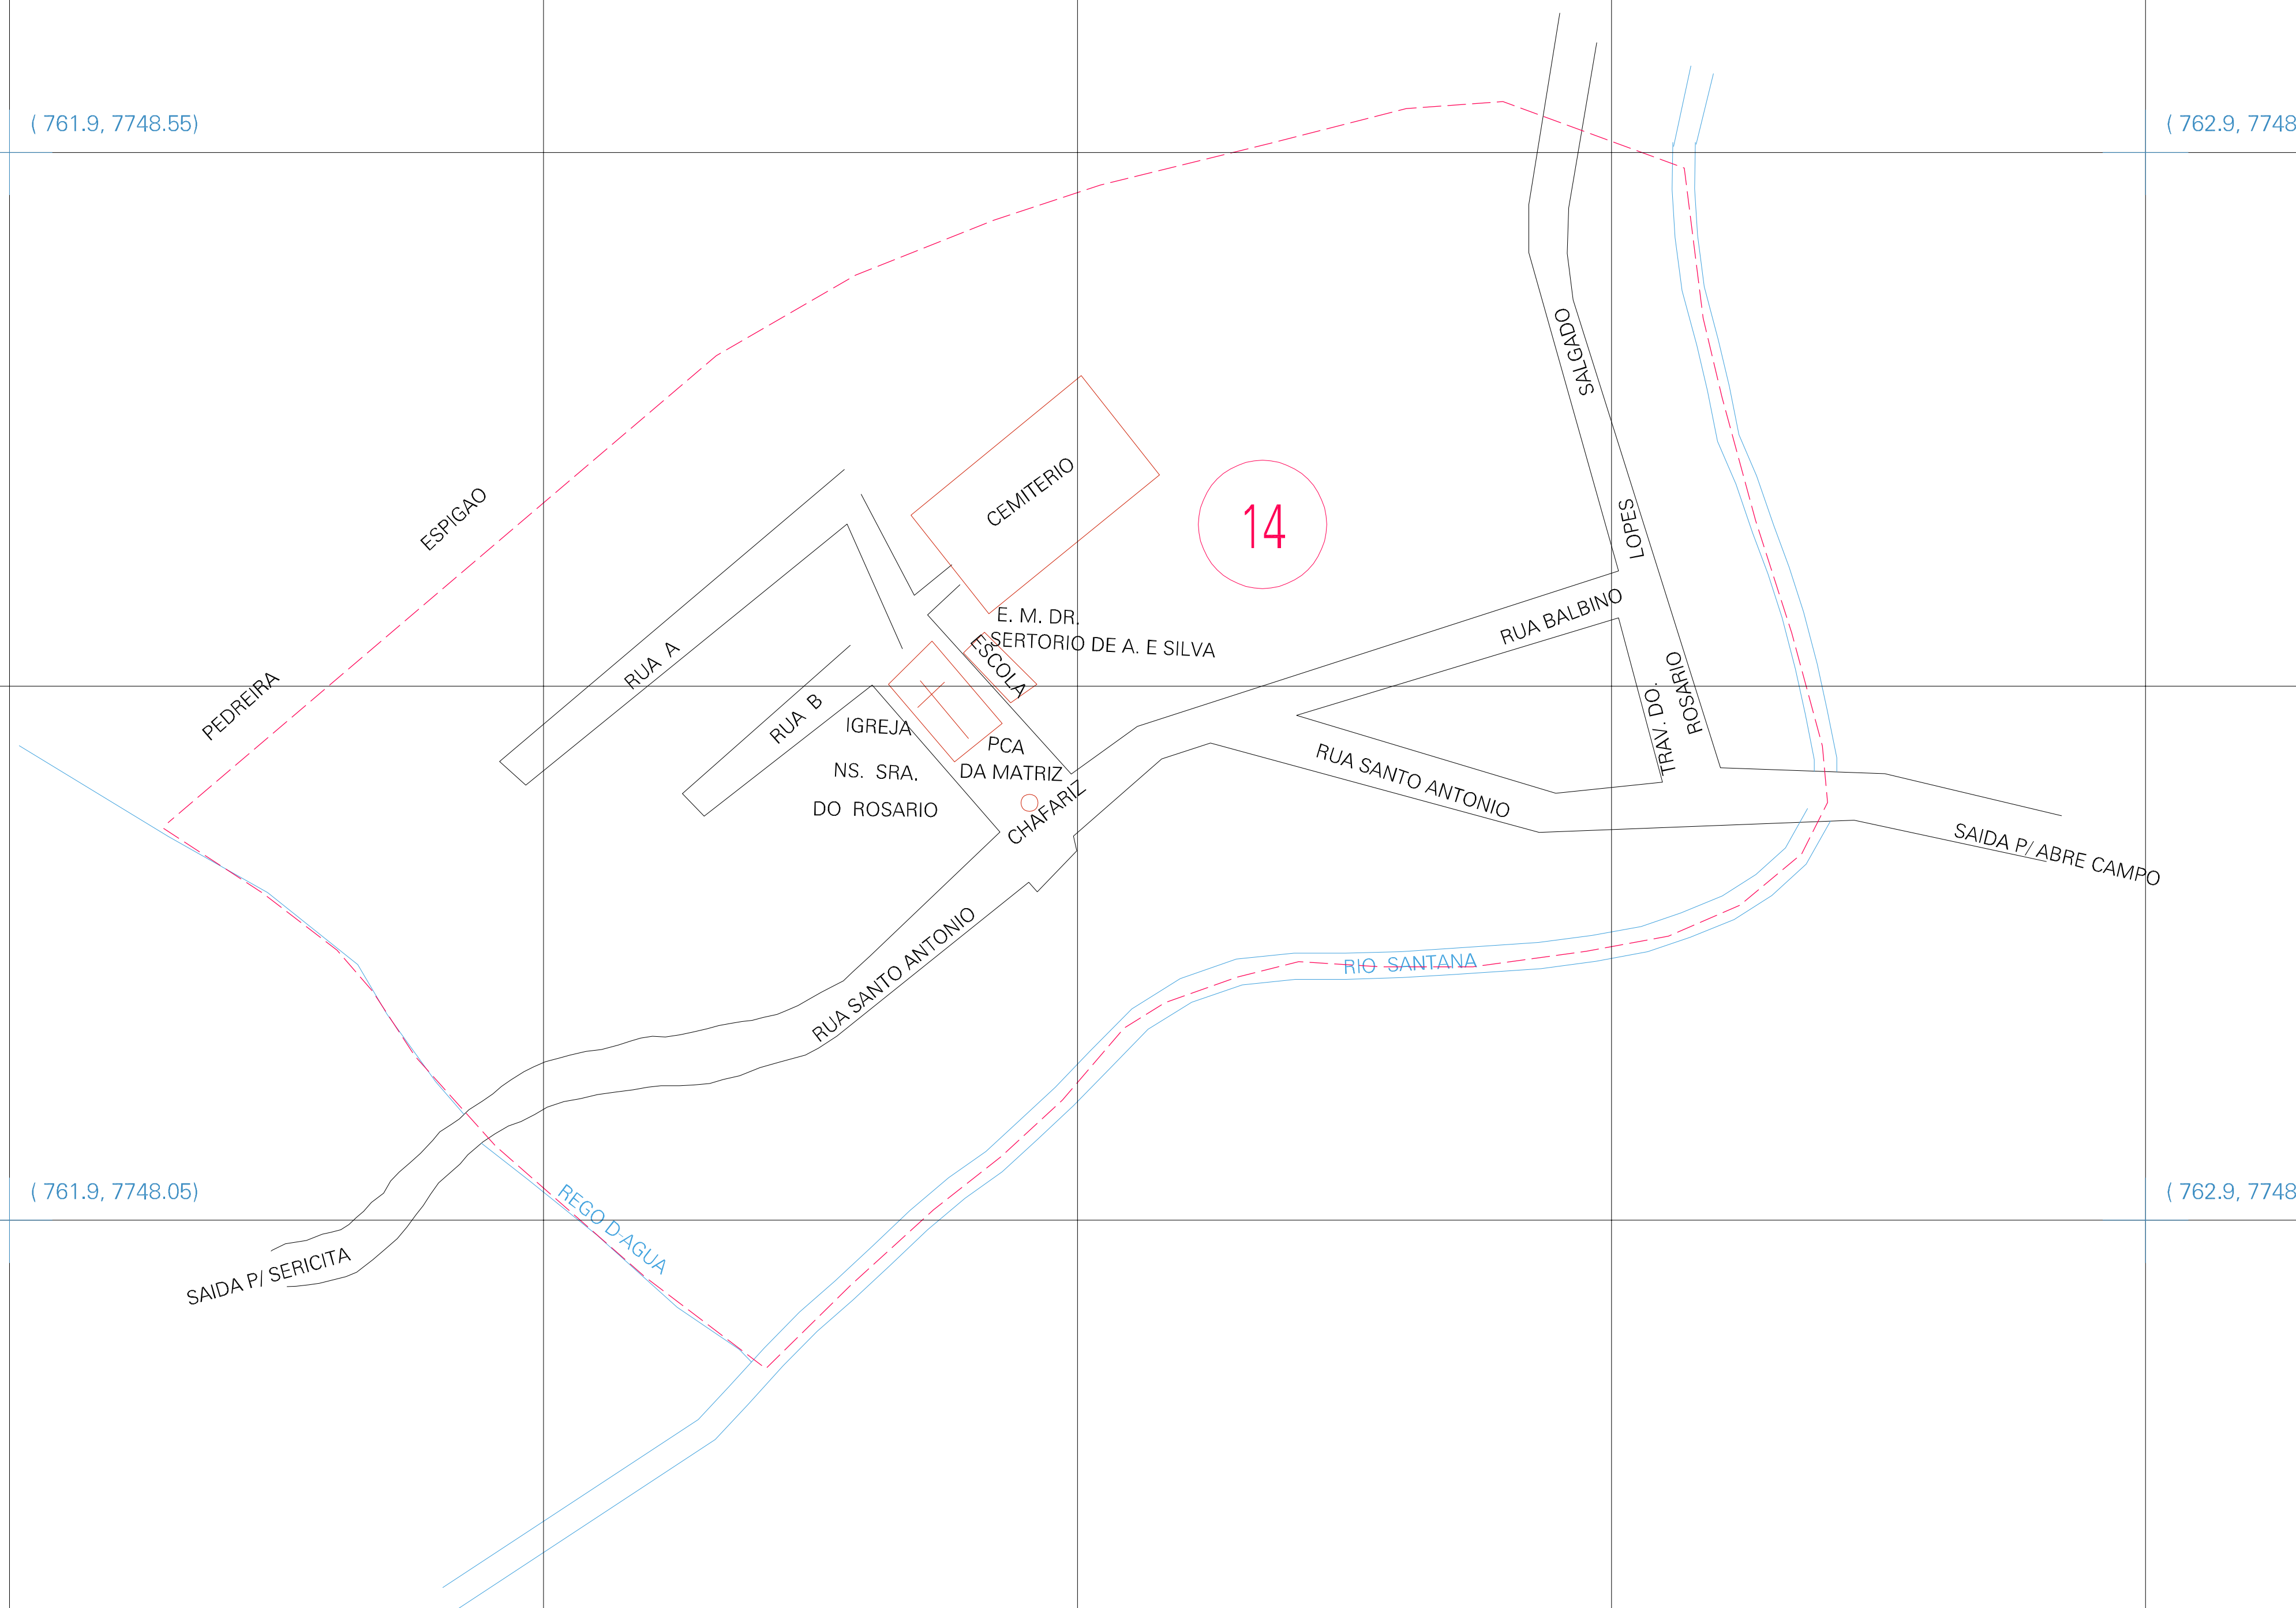 ( 761.9, 7748.55)
( 762.9, 7748
SALGADO
CEMITERIO
ESPIGAO
14
LOPES
RUA BALBINO
E. M. DR.
SERTORIO DE A. E SILVA
ESCOLA
RUA A
PEDREIRA
RUA B
IGREJA
NS. SRA.
DO ROSARIO
PCA
DA MATRIZ
CHAFARIZ
TRAV. DO.
ROSARIO
RUA SANTO ANTONIO
SAIDA P/ ABRE CAMPO
RUA SANTO ANTONIO
RIO SANTANA
( 761.9, 7748.05)
( 762.9, 7748
REGO D-AGUA
SAIDA P/ SERICITA